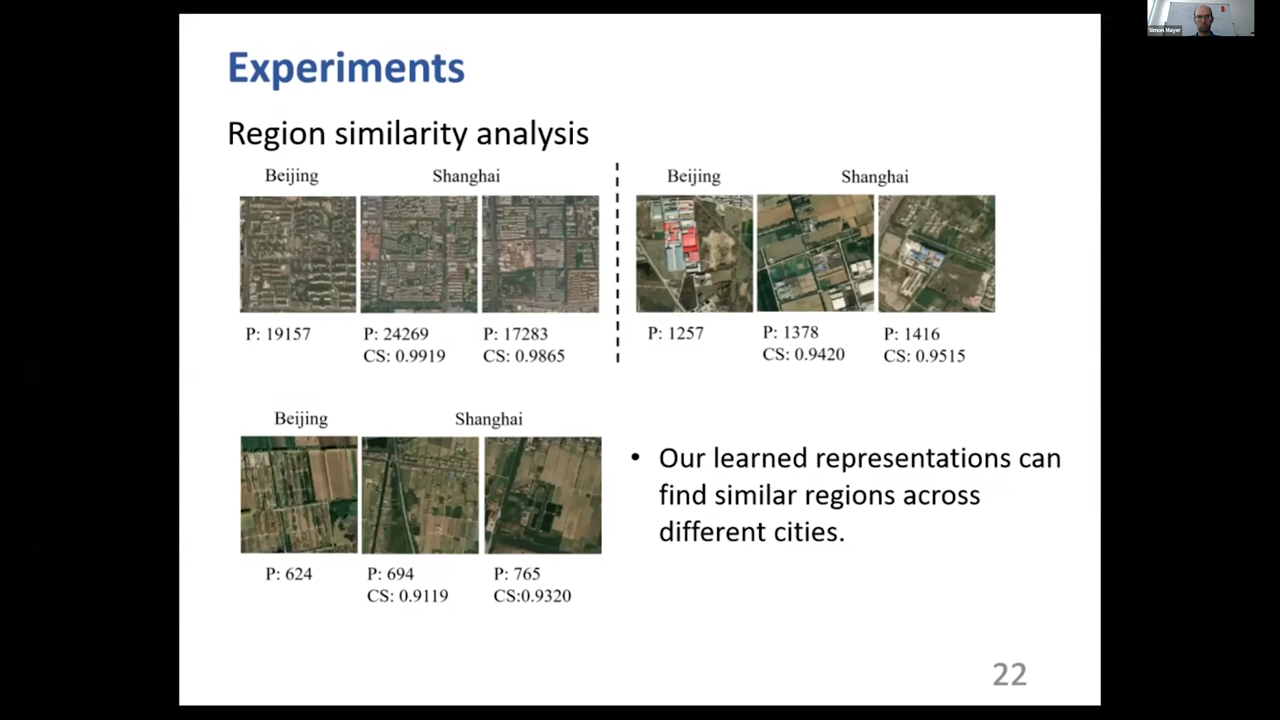 Simon Mayer
Experiments
Region similarity analysis
Beijing
Shanghai
P: 19157
P: 24269
CS: 0.9919
P: 17283
CS: 0.9865
Beijing
Shanghai
P: 1257
P: 1378
CS: 0.9420
P: 1416
CS: 0.9515
Beijing
Shanghai
P: 624
P: 694
CS: 0.9119
P: 765
CS:0.9320
• Our learned representations can
find similar regions across
different cities.
22